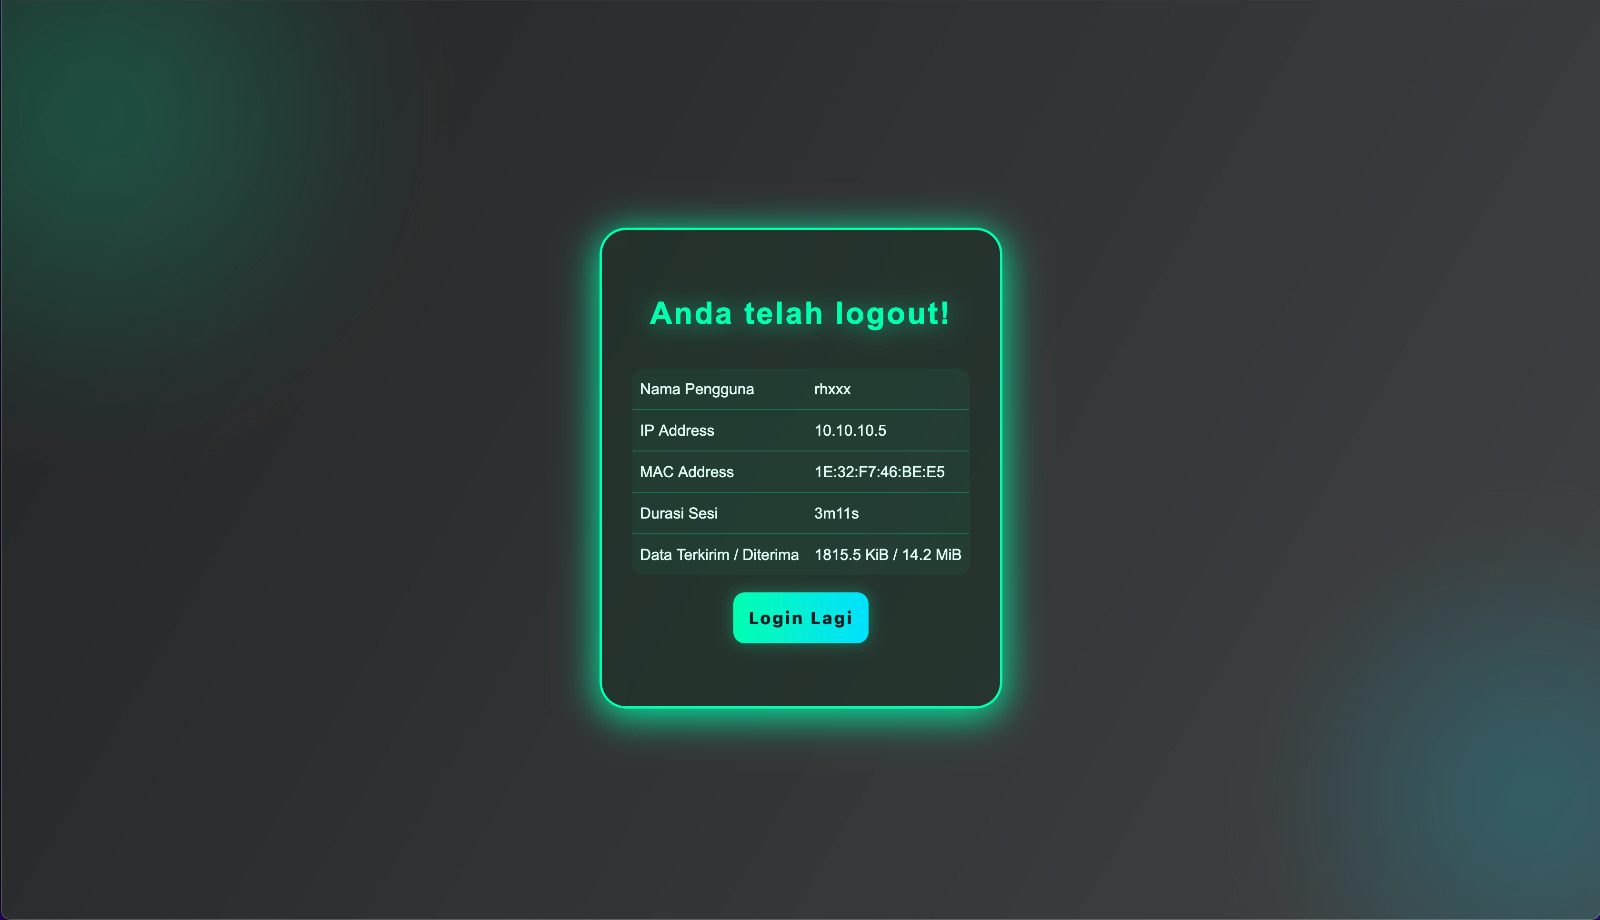 Anda telah logout!
Nama Pengguna rhxxx
IP Address 10.10.10.5
MAC Address 1E:32:F7:46:BE:E5
Durasi Sesi 3m11s
Data Terkirim / Diterima 1815.5 KiB / 14.2 MiB
Login Lagi